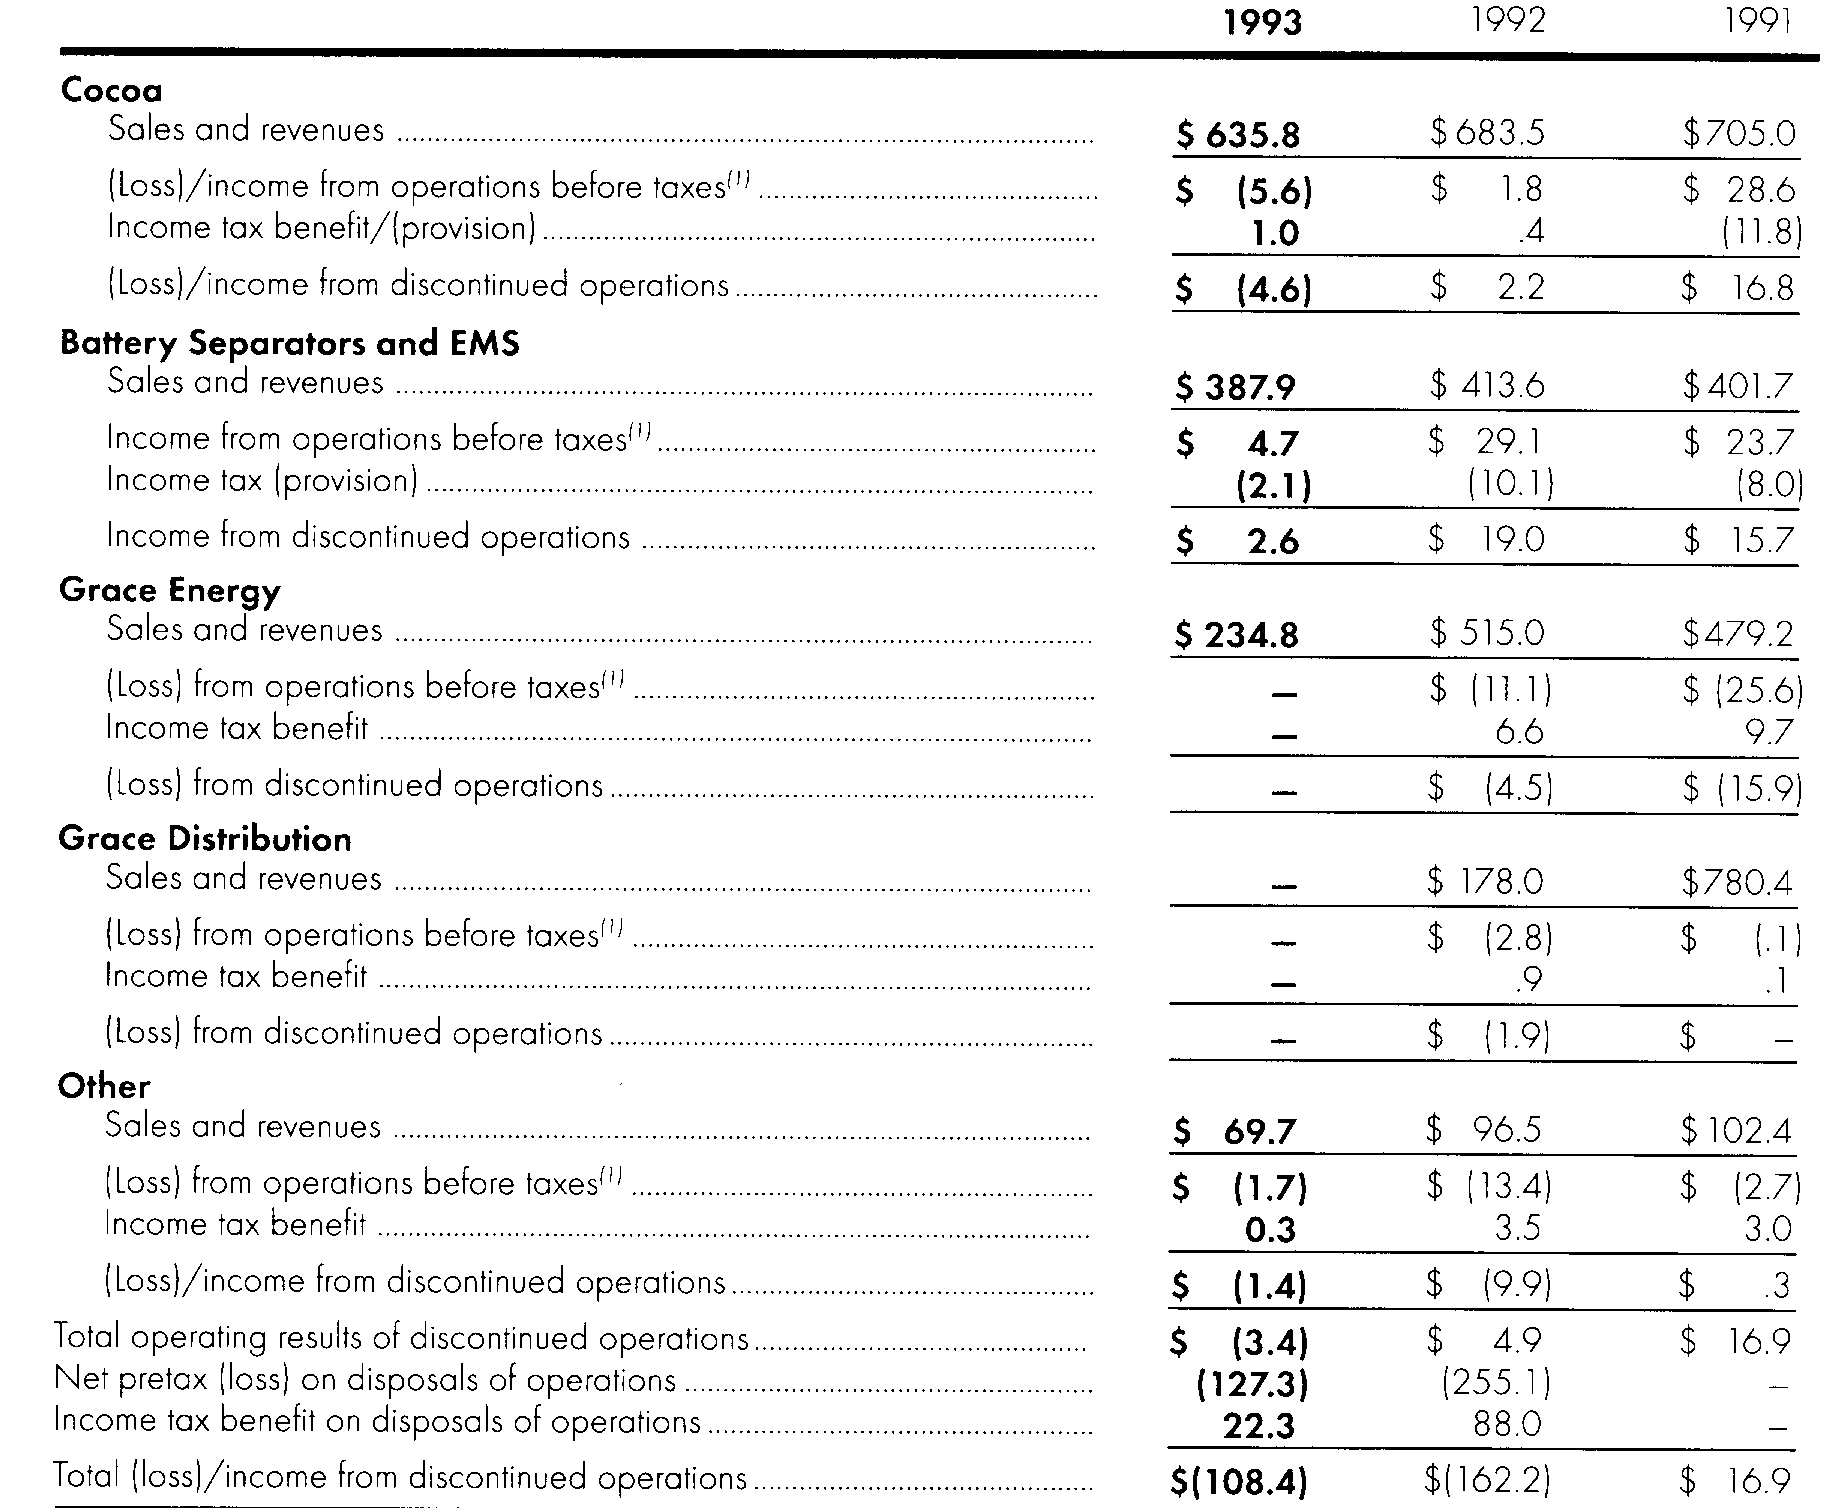 1993 1992 1991
Cocoa
Sales and revenues $ 635.8 $ 683.5 $705.0
(Loss)/income from operations before taxes(1) $ (5.6) $ 1.8 $ 28.6
Income tax benefit/(provision) 1.0 .4 (11.8)
(Loss)/income from discontinued operations $ (4.6) $ 2.2 $ 16.8
Battery Separators and EMS
Sales and revenues $ 387.9 $ 413.6 $401.7
Income from operations before taxes(1) $ 4.7 $ 29.1 $ 23.7
Income tax (provision) (2.1) (10.1) (8.0)
Income from discontinued operations $ 2.6 $ 19.0 $ 15.7
Grace Energy
Sales and revenues $ 234.8 $ 515.0 $479.2
(Loss) from operations before taxes(1) – $ (11.1) $ (25.6)
Income tax benefit – 6.6 9.7
(Loss) from discontinued operations – $ (4.5) $ (15.9)
Grace Distribution
Sales and revenues – $ 178.0 $780.4
(Loss) from operations before taxes(1) – $ (2.8) $ (.1)
Income tax benefit – .9 .1
(Loss) from discontinued operations – $ (1.9) $ –
Other
Sales and revenues $ 69.7 $ 96.5 $102.4
(Loss) from operations before taxes(1) $ (1.7) $ (13.4) $ (2.7)
Income tax benefit 0.3 3.5 3.0
(Loss)/income from discontinued operations $ (1.4) $ (9.9) $ .3
Total operating results of discontinued operations $ (3.4) $ 4.9 $ 16.9
Net pretax (loss) on disposals of operations (127.3) (255.1) –
Income tax benefit on disposals of operations 22.3 88.0 –
Total (loss)/income from discontinued operations $(108.4) $(162.2) $ 16.9